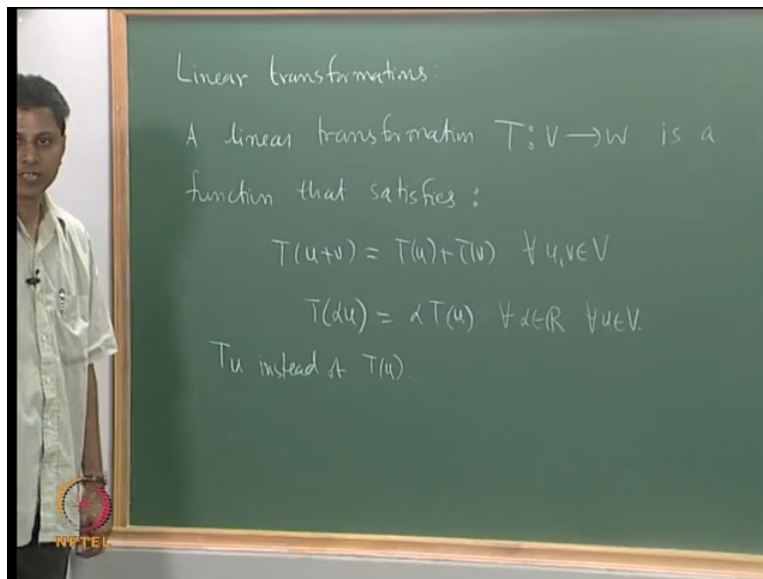 Linear transformations:
A linear transformation T: V → W is a
function that satisfies:
T(u+v) = T(u) + T(v) ∀ u,v ∈ V
T(αu) = α T(u) ∀ α∈ℝ ∀ u∈V.
Tu instead of T(u).
NPTEL